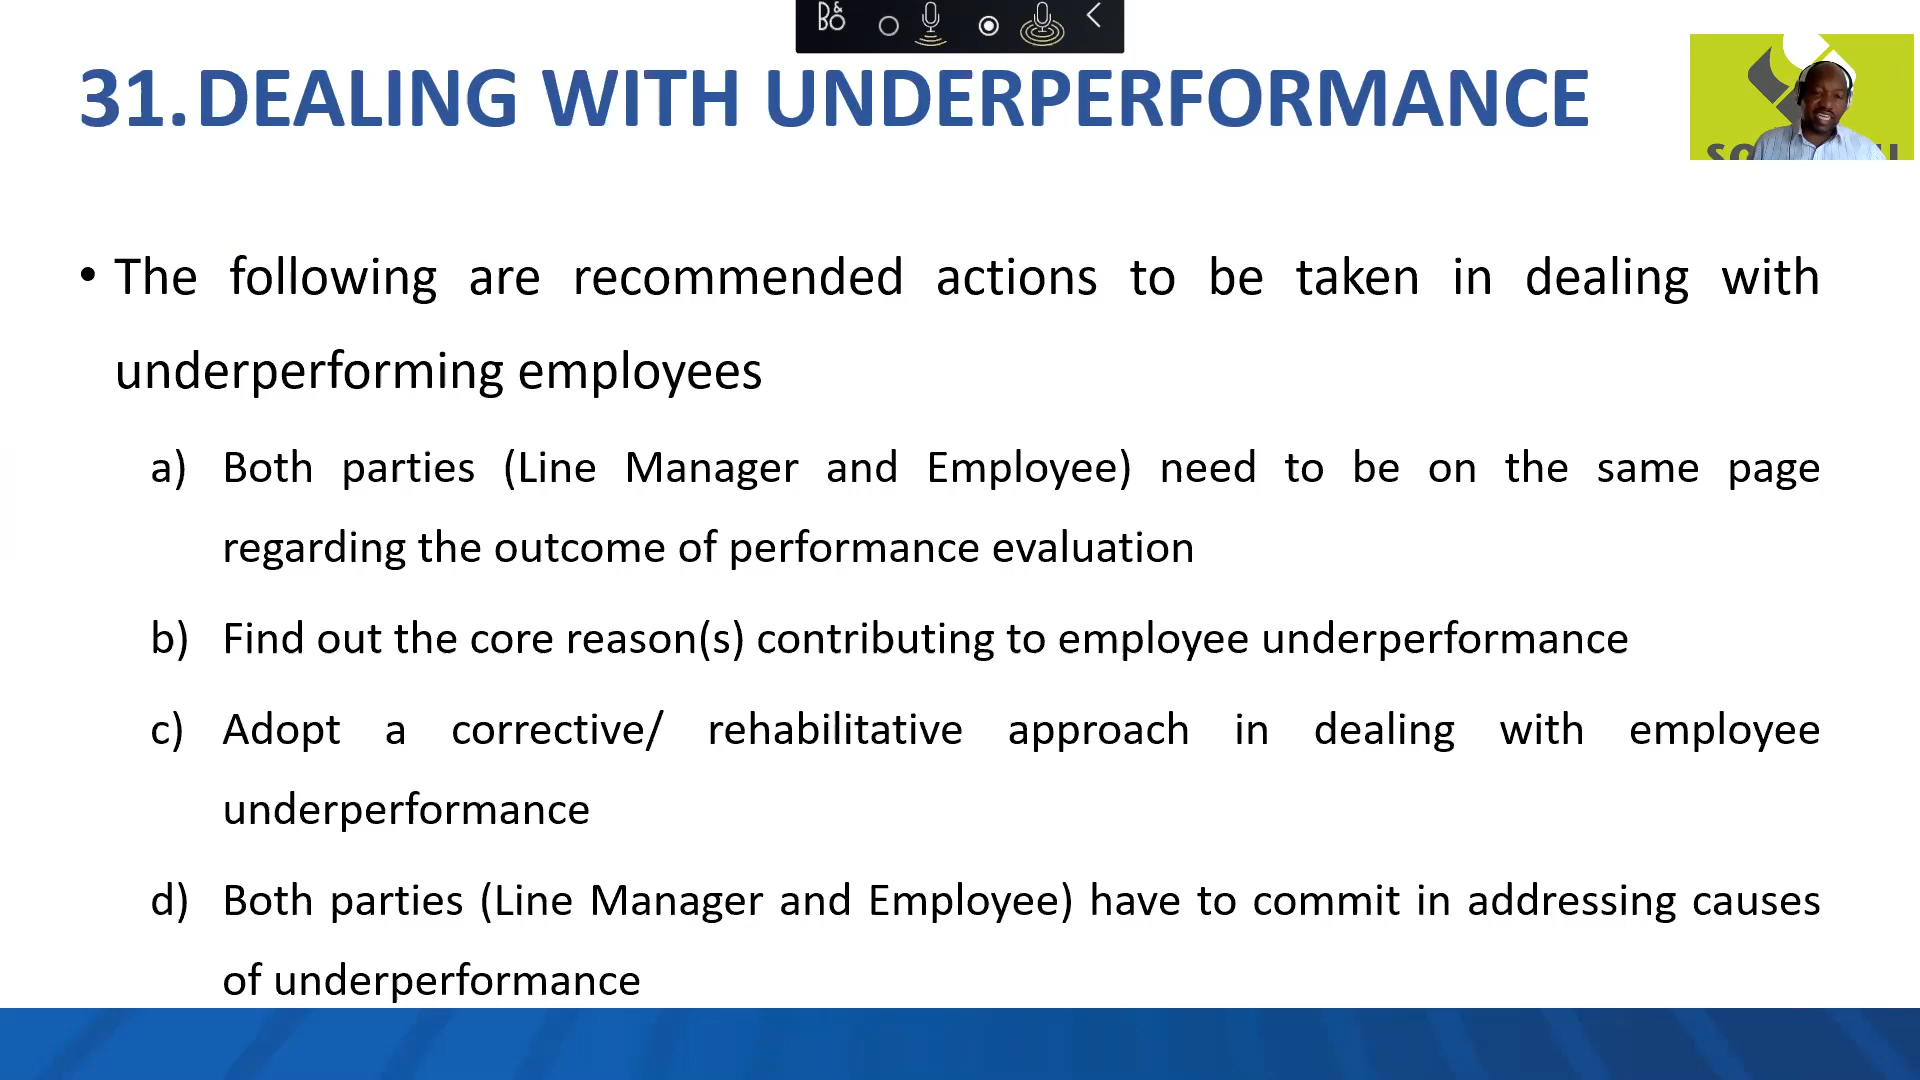 B&O
31. DEALING WITH UNDERPERFORMANCE
• The following are recommended actions to be taken in dealing with
underperforming employees
a) Both parties (Line Manager and Employee) need to be on the same page
regarding the outcome of performance evaluation
b) Find out the core reason(s) contributing to employee underperformance
c) Adopt a corrective/ rehabilitative approach in dealing with employee
underperformance
d) Both parties (Line Manager and Employee) have to commit in addressing causes
of underperformance